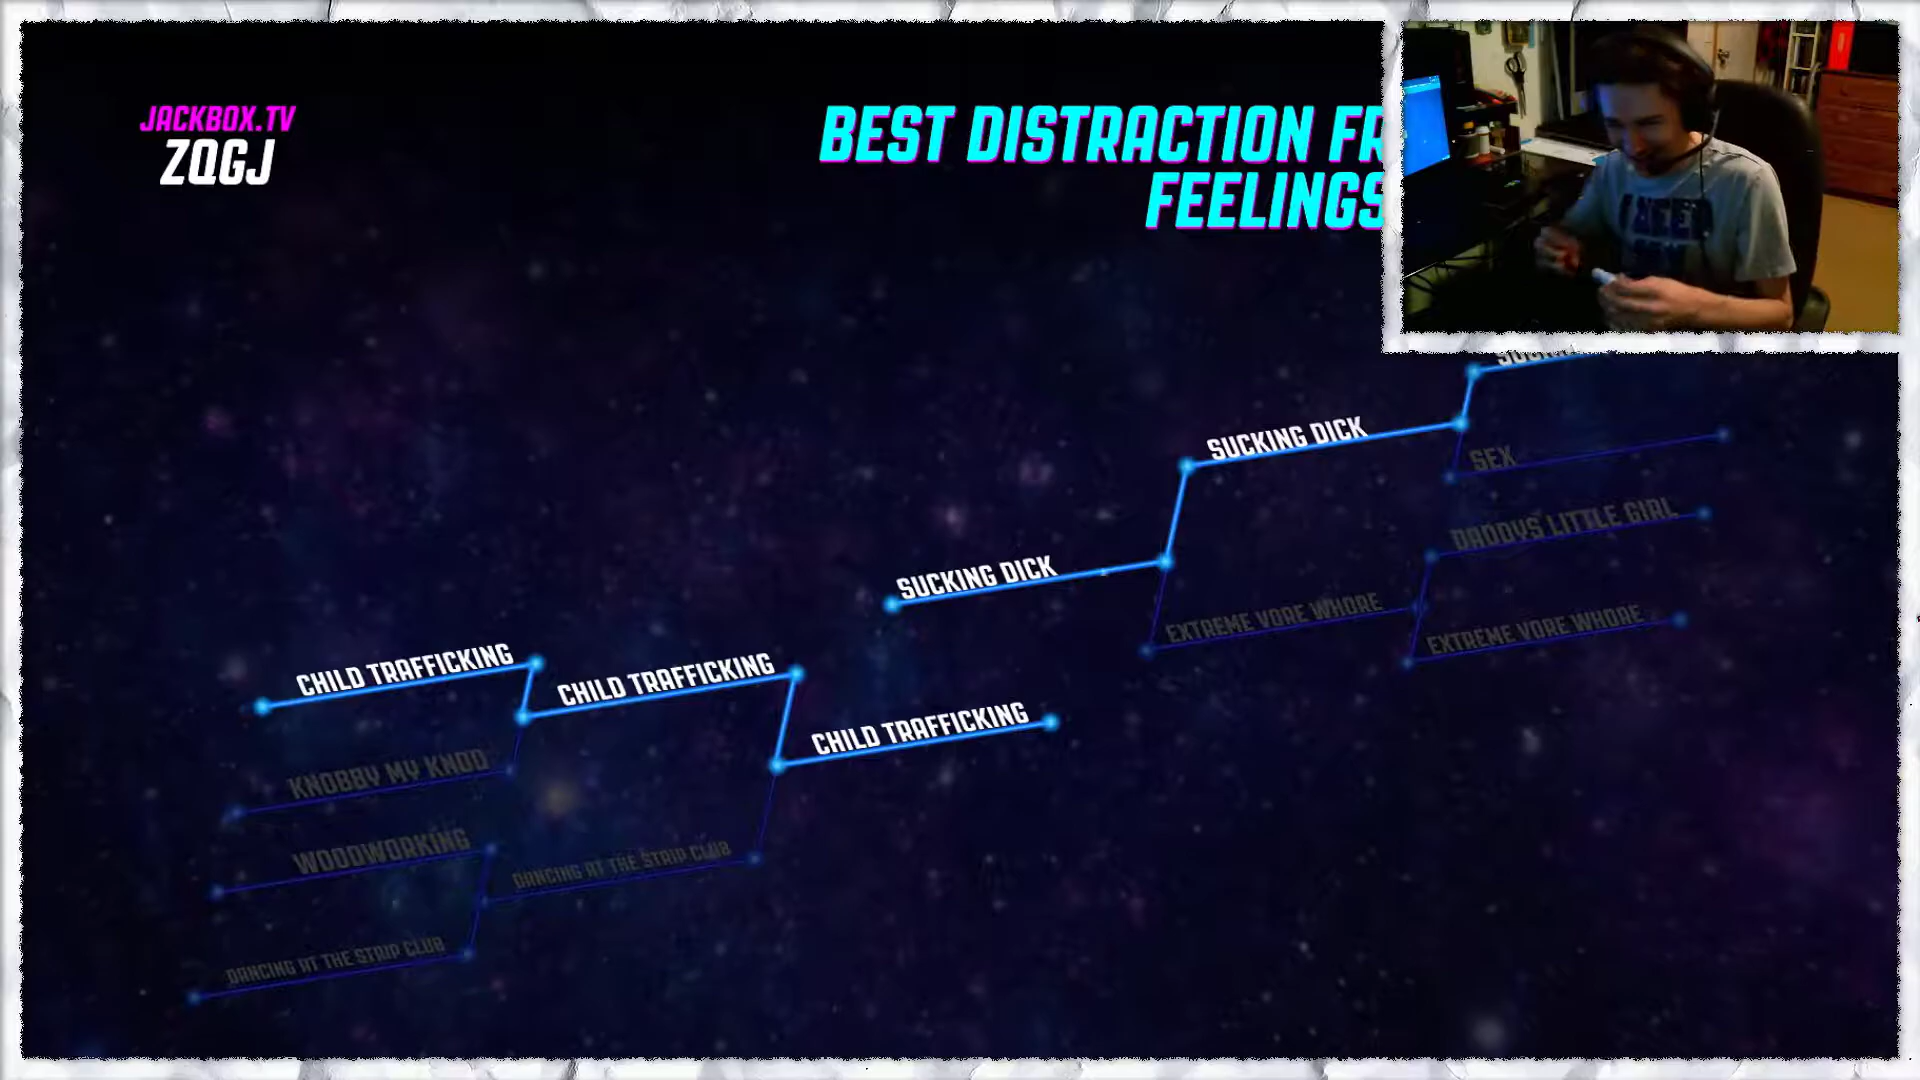 JACKBOX.TV
ZQGJ
BEST DISTRACTION
FEELINGS
SUCKING DICK
SEX
DADDYS LITTLE GIRL
SUCKING DICK
EXTREME VORE WHORE
EXTREME VORE WHORE
CHILD TRAFFICKING
CHILD TRAFFICKING
CHILD TRAFFICKING
KNOBBY MY KNOB
WOODWORKING
DANCING AT THE STRIP CLUB
DANCING AT THE STRIP CLUB
I NEED